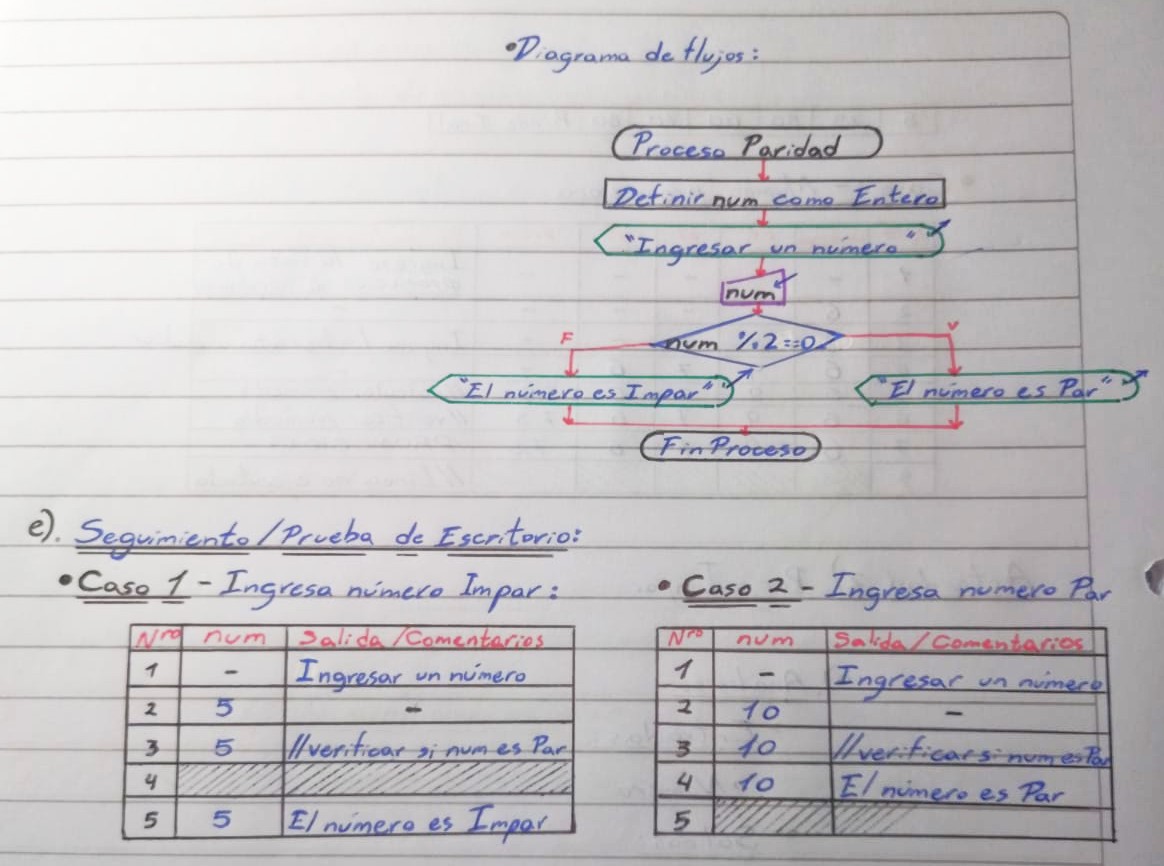 •Diagrama de flujos:
Proceso Paridad
Definir num como Entero
"Ingresar un número"
num
num %2==0
F
V
"El número es Impar"
"El número es Par"
FinProceso
e). Seguimiento/Prueba de Escritorio:
•Caso 1 - Ingresa número Impar:
Nro num Salida/Comentarios
1 - Ingresar un número
2 5 -
3 5 //verificar si num es Par
4
5 5 El número es Impar
• Caso 2 - Ingresa numero Par
Nro num Salida/Comentarios
1 - Ingresar un número
2 10 -
3 10 //verificar si num es Par
4 10 El número es Par
5